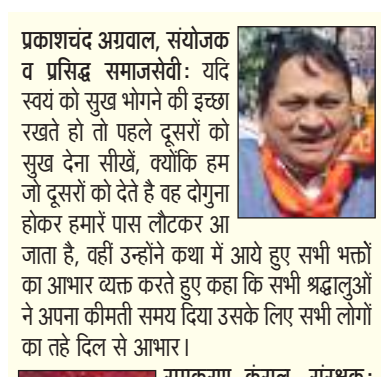 प्रकाशचंद अग्रवाल, संयोजक
व प्रसिद्ध समाजसेवी: यदि
स्वयं को सुख भोगने की इच्छा
रखते हो तो पहले दूसरों को
सुख देना सीखें, क्योंकि हम
जो दूसरों को देते है वह दोगुना
होकर हमारें पास लौटकर आ
जाता है, वहीं उन्होंने कथा में आये हुए सभी भक्तों
का आभार व्यक्त करते हुए कहा कि सभी श्रद्धालुओं
ने अपना कीमती समय दिया उसके लिए सभी लोगों
का तहे दिल से आभार।